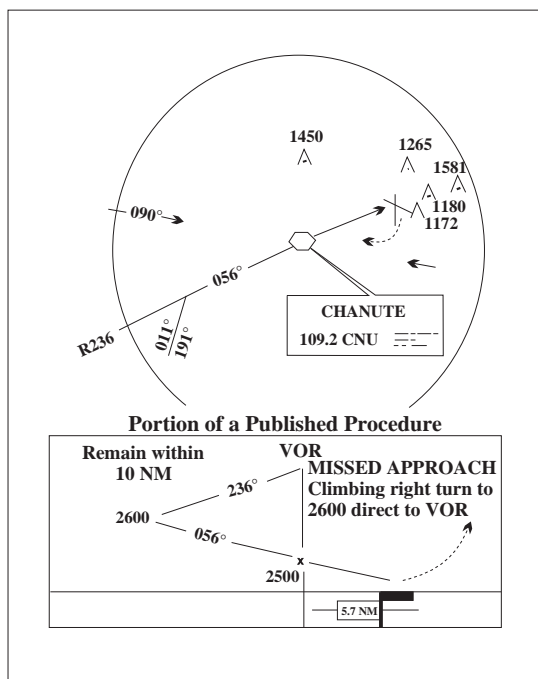 1450
1265
1581
1180
1172
090°
056°
R236
011°
191°
CHANUTE
109.2 CNU
Portion of a Published Procedure
Remain within
10 NM
VOR
MISSED APPROACH
Climbing right turn to
2600 direct to VOR
236°
2600
056°
2500
x
5.7 NM